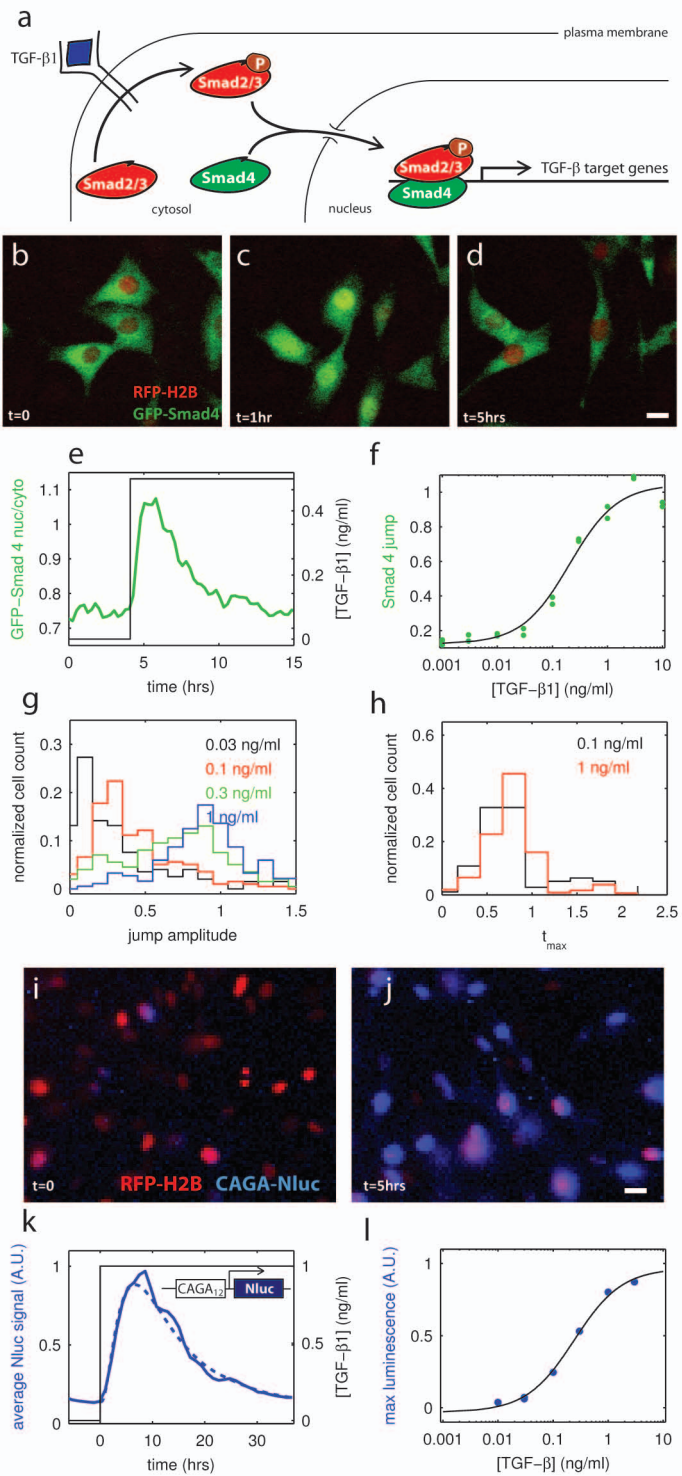 a
TGF-β1
plasma membrane
P
Smad2/3
P
Smad2/3
Smad2/3
Smad4
Smad4
TGF-β target genes
cytosol
nucleus
b
c
d
RFP-H2B
GFP-Smad4
t=0
t=1hr
t=5hrs
e
GFP−Smad 4 nuc/cyto
1.1
1
0.9
0.8
0.7
0.4
0.2
0
[TGF−β1] (ng/ml)
0
5
10
15
time (hrs)
f
Smad 4 jump
1
0.8
0.6
0.4
0.2
0.001
0.01
0.1
1
10
[TGF−β1] (ng/ml)
g
normalized cell count
0.3
0.2
0.1
0
0.03 ng/ml
0.1 ng/ml
0.3 ng/ml
1 ng/ml
0
0.5
1
1.5
jump amplitude
h
normalized cell count
0.6
0.4
0.2
0
0.1 ng/ml
1 ng/ml
0
0.5
1
1.5
2
2.5
tmax
i
j
t=0
RFP-H2B
CAGA-Nluc
t=5hrs
k
average Nluc signal (A.U.)
1
0.5
0
CAGA12
Nluc
1
0.8
0.6
0.4
0.2
0
[TGF−β1] (ng/ml)
0
10
20
30
time (hrs)
l
max luminescence (A.U.)
1
0.5
0
0.001
0.01
0.1
1
10
[TGF−β] (ng/ml)